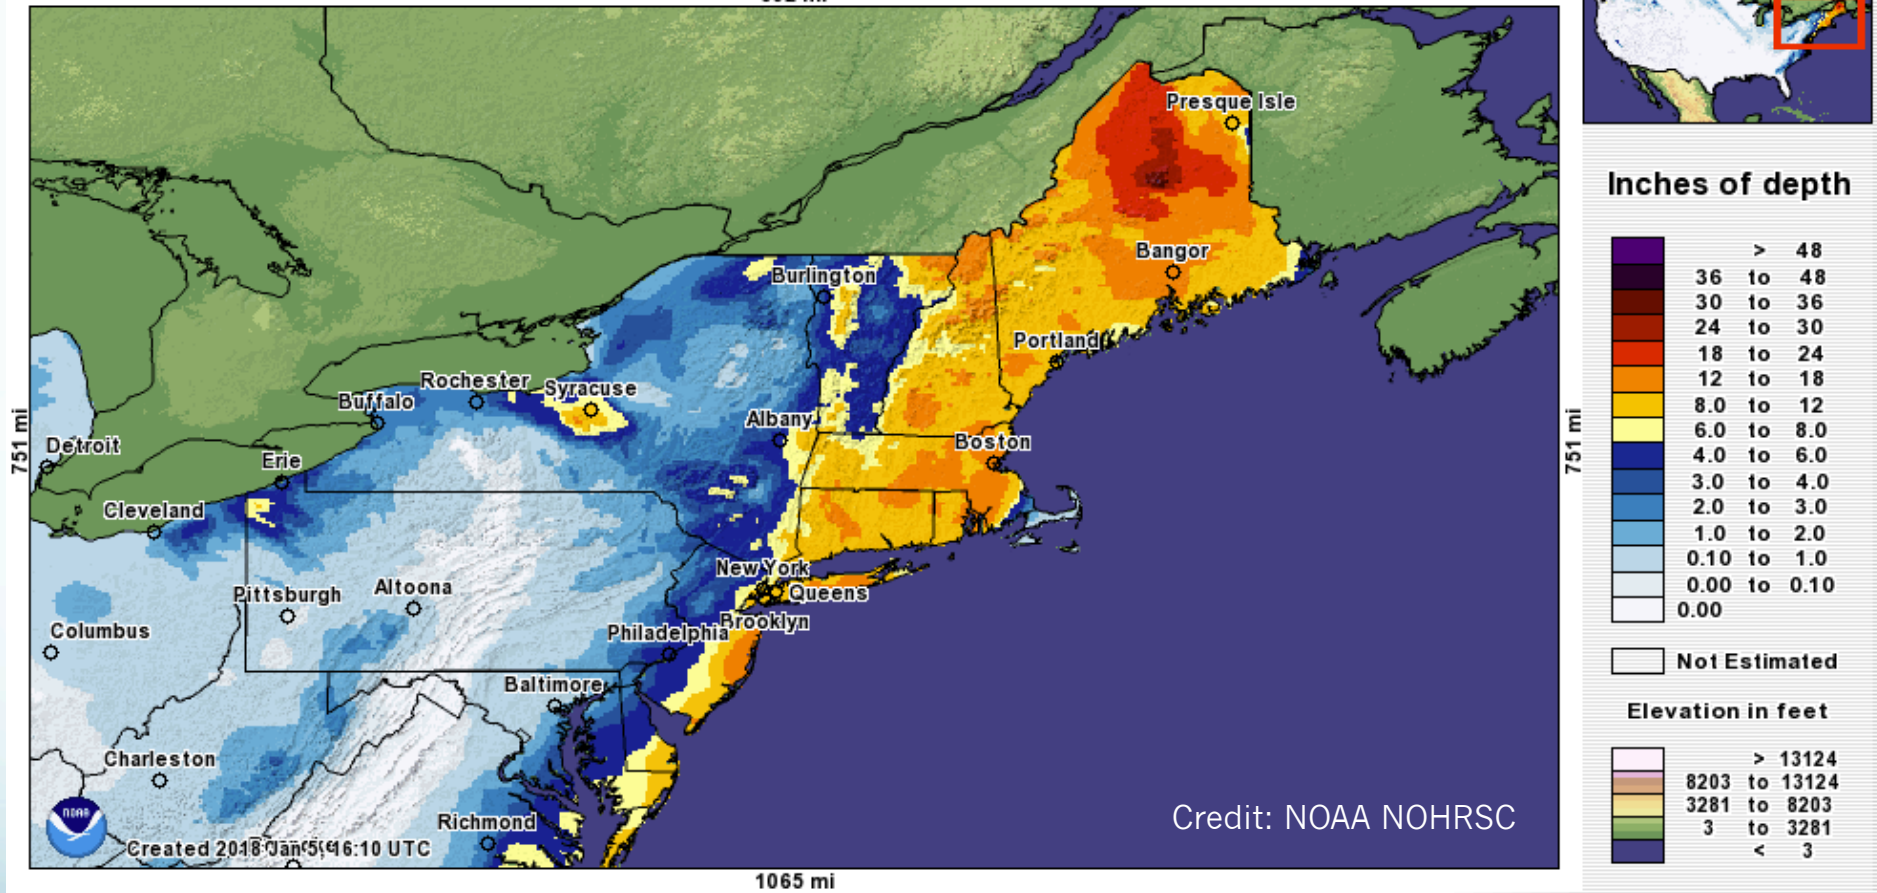 Presque Isle
Bangor
Burlington
Portland
Rochester
Syracuse
Buffalo
Albany
Boston
Detroit
Erie
Cleveland
New York
Queens
Brooklyn
Pittsburgh
Altoona
Philadelphia
Columbus
Baltimore
Charleston
Richmond
751 mi
751 mi
1065 mi
NOAA
Created 2018 Jan 5, 16:10 UTC
Credit: NOAA NOHRSC
Inches of depth
> 48
36 to 48
30 to 36
24 to 30
18 to 24
12 to 18
8.0 to 12
6.0 to 8.0
4.0 to 6.0
3.0 to 4.0
2.0 to 3.0
1.0 to 2.0
0.10 to 1.0
0.00 to 0.10
0.00
Not Estimated
Elevation in feet
> 13124
8203 to 13124
3281 to 8203
3 to 3281
< 3